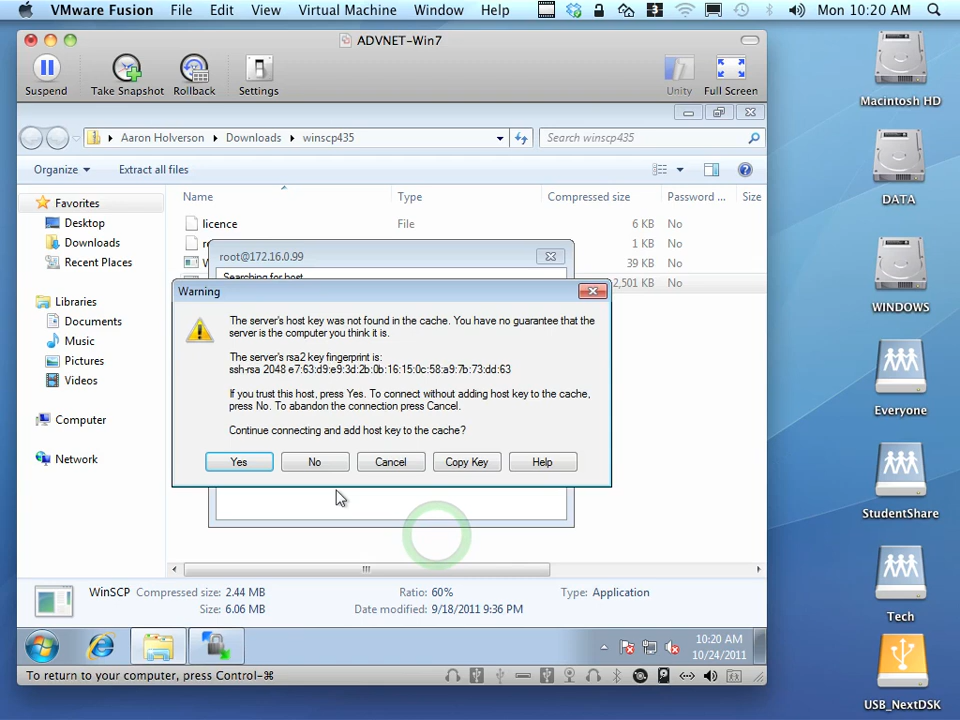 VMware Fusion File Edit View Virtual Machine Window Help 3 Mon 10:20 AM
ADVNET-Win7
Suspend Take Snapshot Rollback Settings Unity Full Screen
Aaron Holverson Downloads winscp435 Search winscp435
Organize Extract all files
Name Type Compressed size Password ... Size
Favorites
Desktop
Downloads
Recent Places
Libraries
Documents
Music
Pictures
Videos
Computer
Network
licence File 6 KB No
1 KB No
39 KB No
2,501 KB No
root@172.16.0.99
Searching for host
Warning
The server's host key was not found in the cache. You have no guarantee that the
server is the computer you think it is.
The server's rsa2 key fingerprint is:
ssh-rsa 2048 e7:63:d9:e9:3d:2b:0b:16:15:0c:58:a9:7b:73:dd:63
If you trust this host, press Yes. To connect without adding host key to the cache,
press No. To abandon the connection press Cancel.
Continue connecting and add host key to the cache?
Yes No Cancel Copy Key Help
WinSCP Compressed size: 2.44 MB Ratio: 60% Type: Application
Size: 6.06 MB Date modified: 9/18/2011 9:36 PM
10:20 AM
10/24/2011
To return to your computer, press Control-⌘
Macintosh HD
DATA
WINDOWS
Everyone
StudentShare
Tech
USB_NextDSK